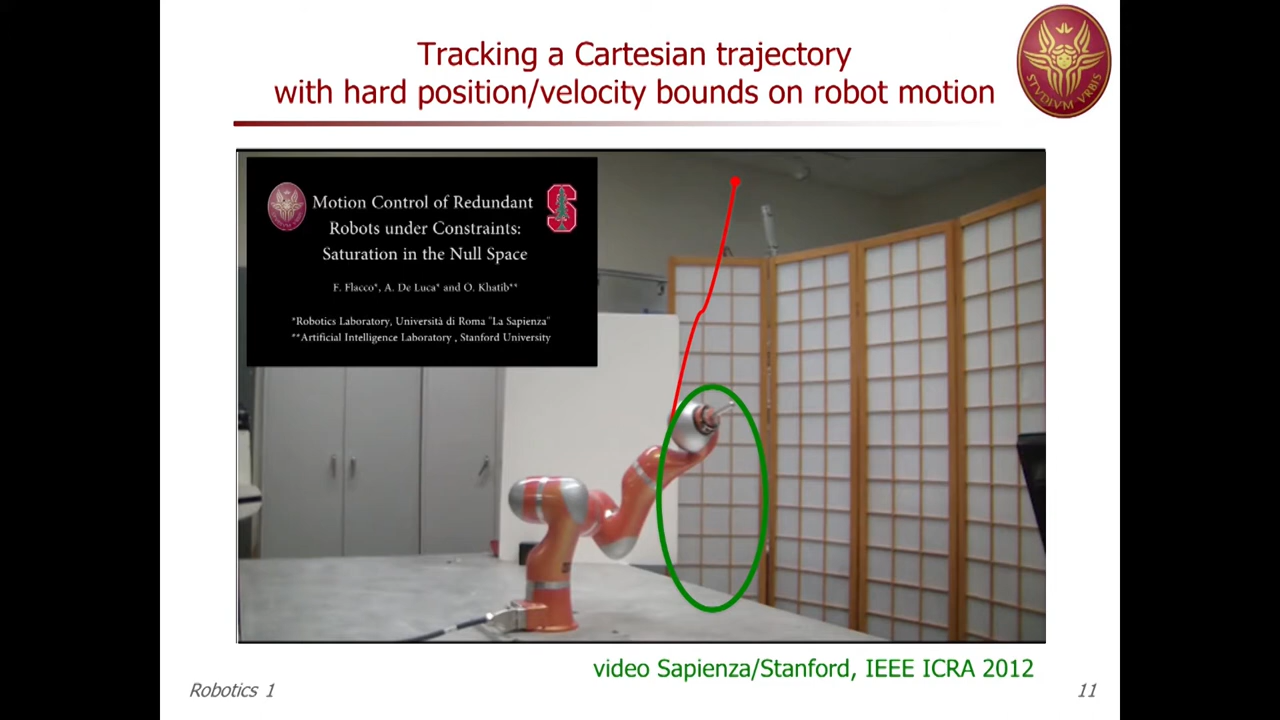 Tracking a Cartesian trajectory
with hard position/velocity bounds on robot motion
STVDIVM VRBIS
Motion Control of Redundant
Robots under Constraints:
Saturation in the Null Space
F. Flacco*, A. De Luca* and O. Khatib**
*Robotics Laboratory, Università di Roma "La Sapienza"
**Artificial Intelligence Laboratory , Stanford University
S
video Sapienza/Stanford, IEEE ICRA 2012
Robotics 1
11